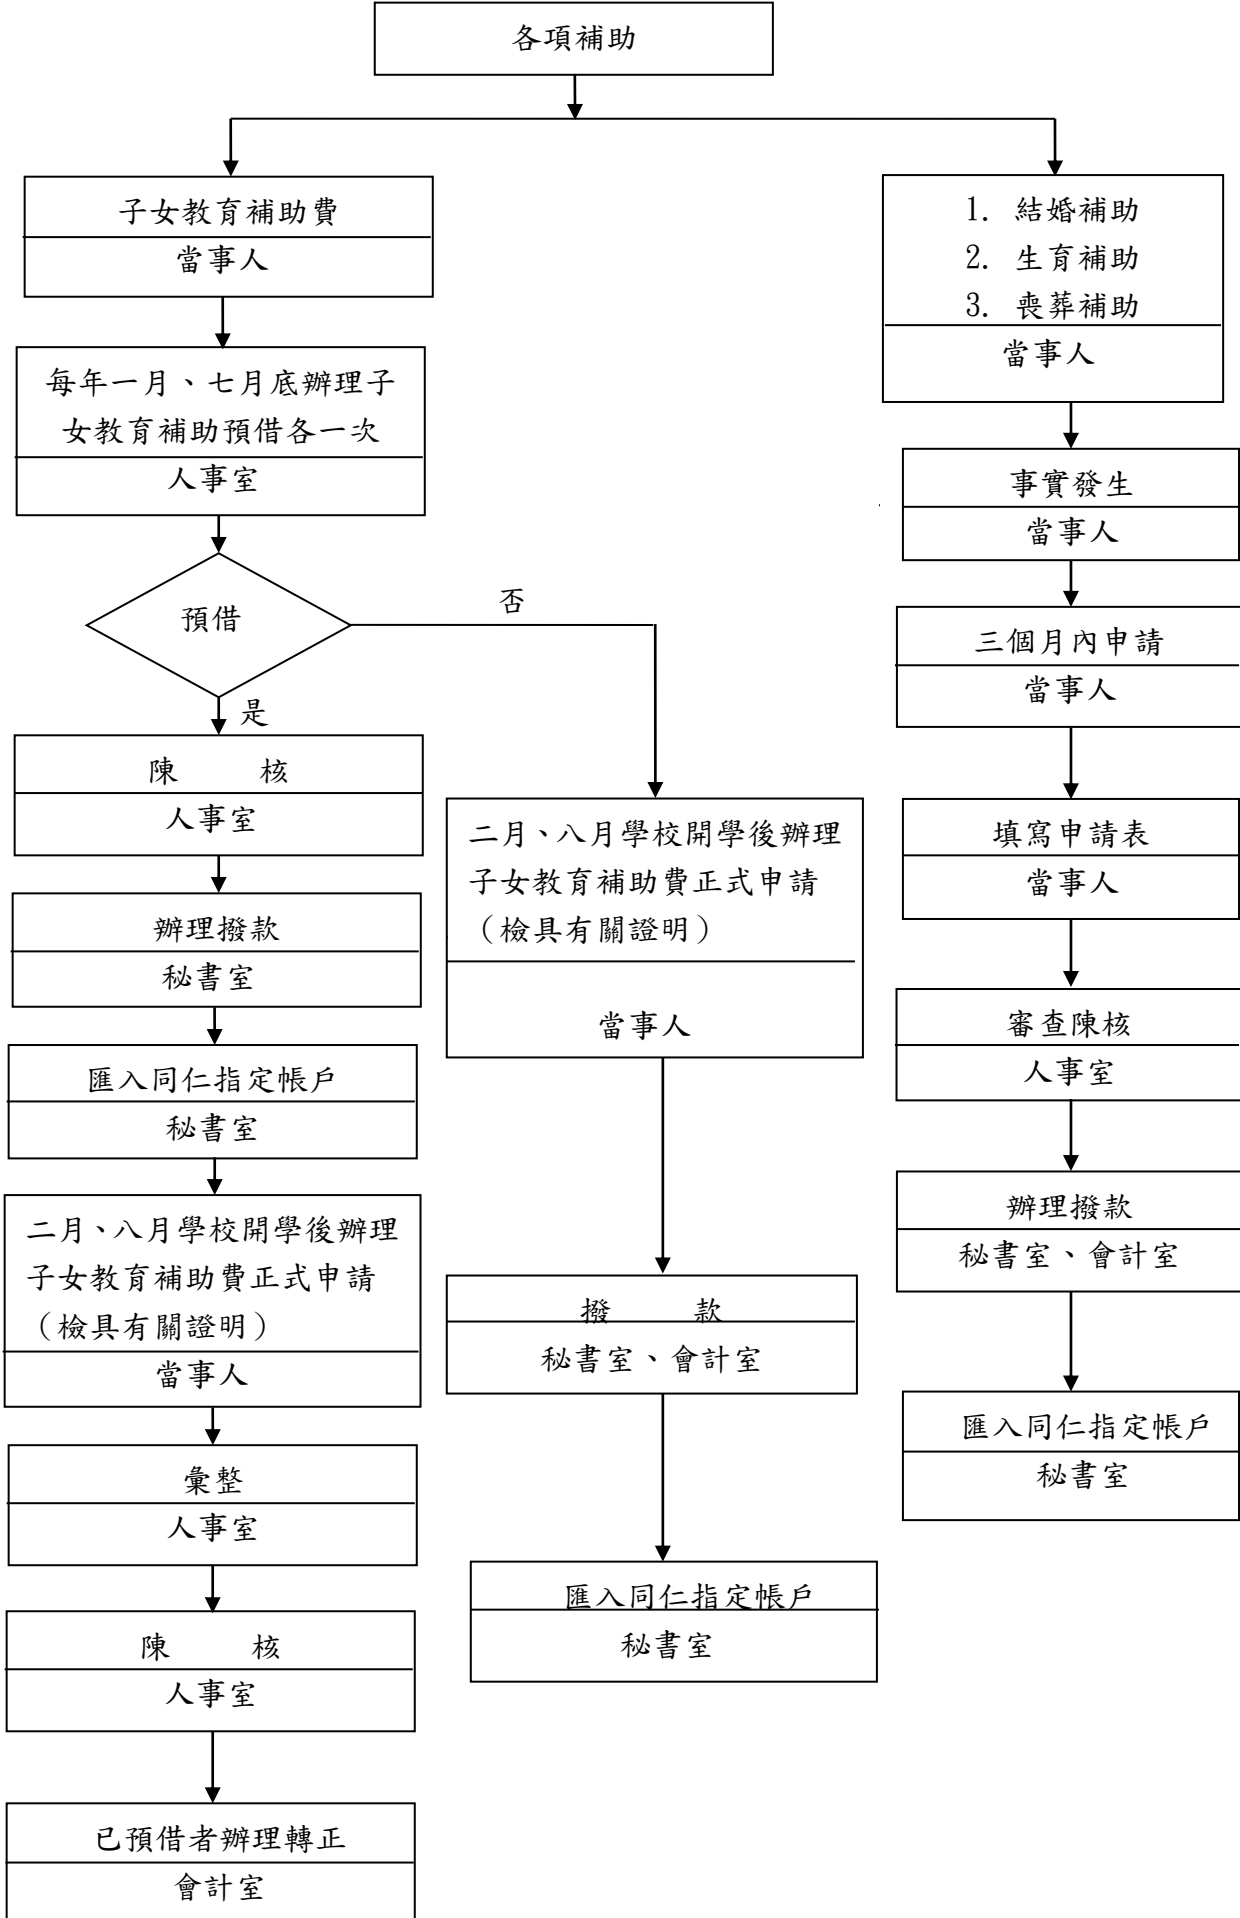 各項補助
子女教育補助費
當事人
每年一月、七月底辦理子
女教育補助預借各一次
人事室
預借
否
是
陳 核
人事室
辦理撥款
秘書室
匯入同仁指定帳戶
秘書室
二月、八月學校開學後辦理
子女教育補助費正式申請
（檢具有關證明）
當事人
彙整
人事室
陳 核
人事室
已預借者辦理轉正
會計室
二月、八月學校開學後辦理
子女教育補助費正式申請
（檢具有關證明）
當事人
撥 款
秘書室、會計室
匯入同仁指定帳戶
秘書室
1. 結婚補助
2. 生育補助
3. 喪葬補助
當事人
事實發生
當事人
三個月內申請
當事人
填寫申請表
當事人
審查陳核
人事室
辦理撥款
秘書室、會計室
匯入同仁指定帳戶
秘書室